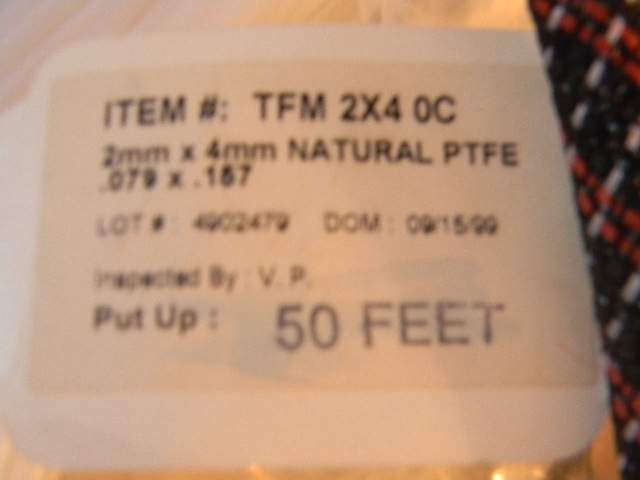 ITEM #: TFM 2X4 0C
2mm x 4mm NATURAL PTFE
.079 x .157
LOT # : 4902479 DOM : 09/15/99
Inspected By : V. P.
Put Up : 50 FEET